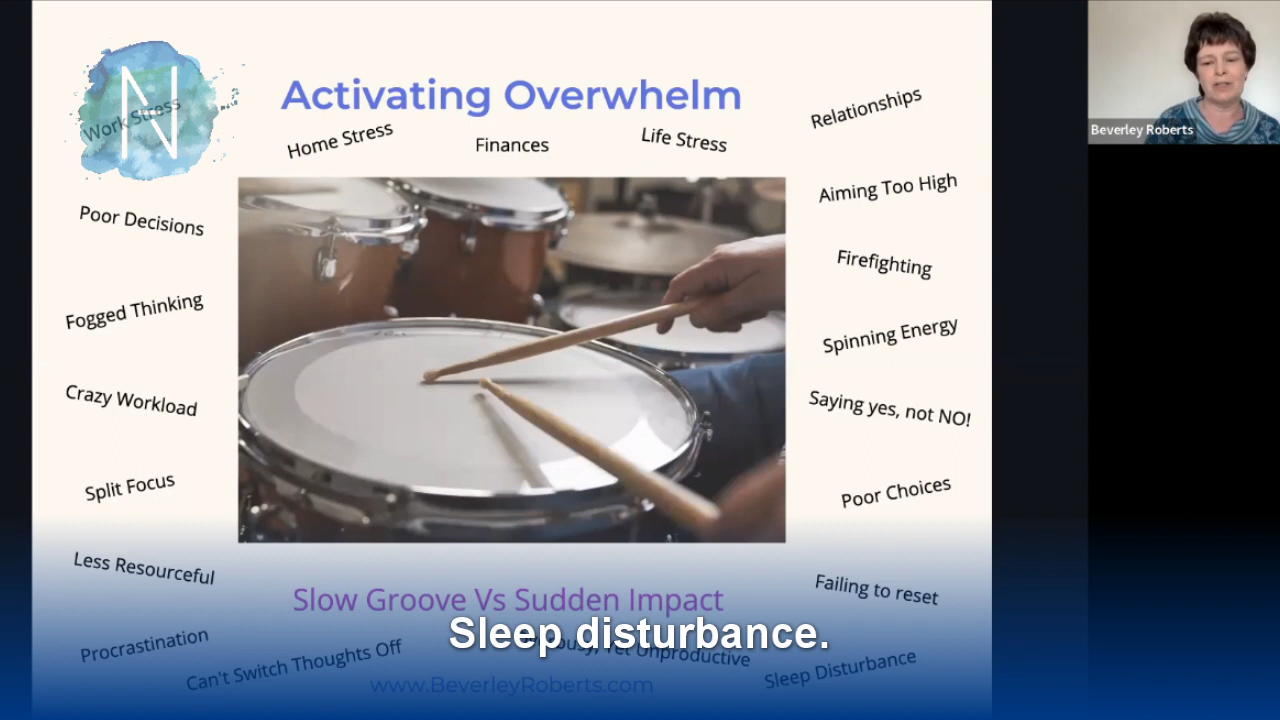 N
Work Stress
Activating Overwhelm
Home Stress
Finances
Life Stress
Relationships
Beverley Roberts
Poor Decisions
Aiming Too High
Fogged Thinking
Firefighting
Crazy Workload
Spinning Energy
Saying yes, not NO!
Split Focus
Poor Choices
Less Resourceful
Failing to reset
Slow Groove Vs Sudden Impact
Sleep disturbance.
Procrastination
Can't Switch Thoughts Off
Yet Unproductive
Sleep Disturbance
www.BeverleyRoberts.com